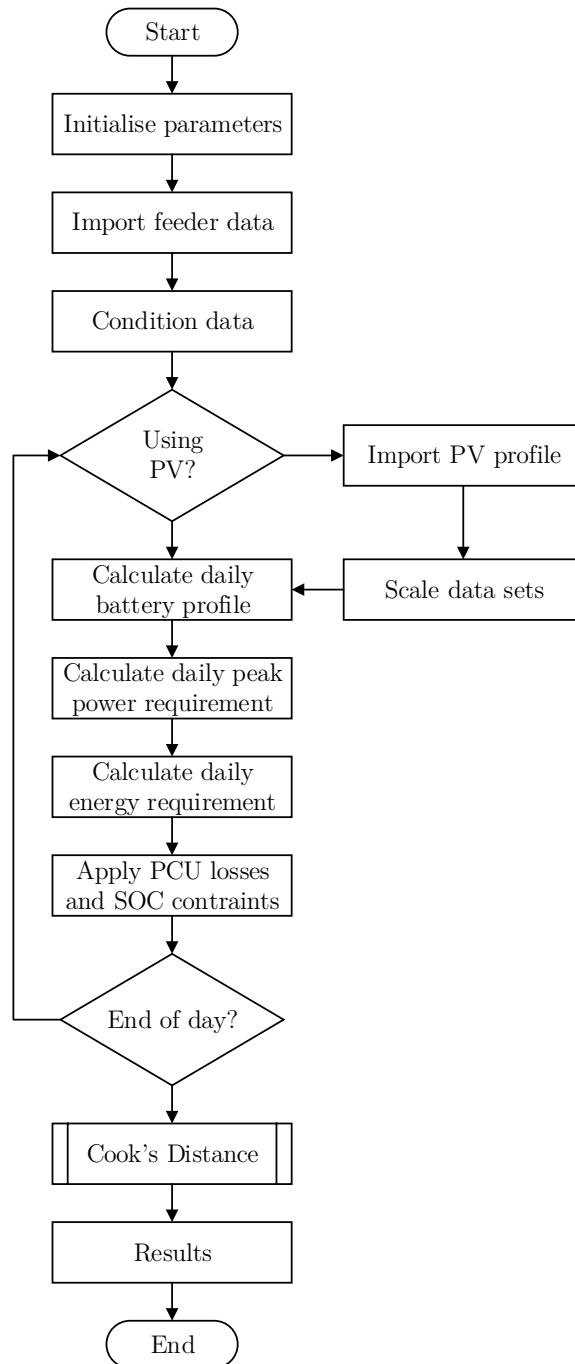 Start
Initialise parameters
Import feeder data
Condition data
Using
PV?
Import PV profile
Calculate daily
battery profile
Scale data sets
Calculate daily peak
power requirement
Calculate daily
energy requirement
Apply PCU losses
and SOC contraints
End of day?
Cook's Distance
Results
End